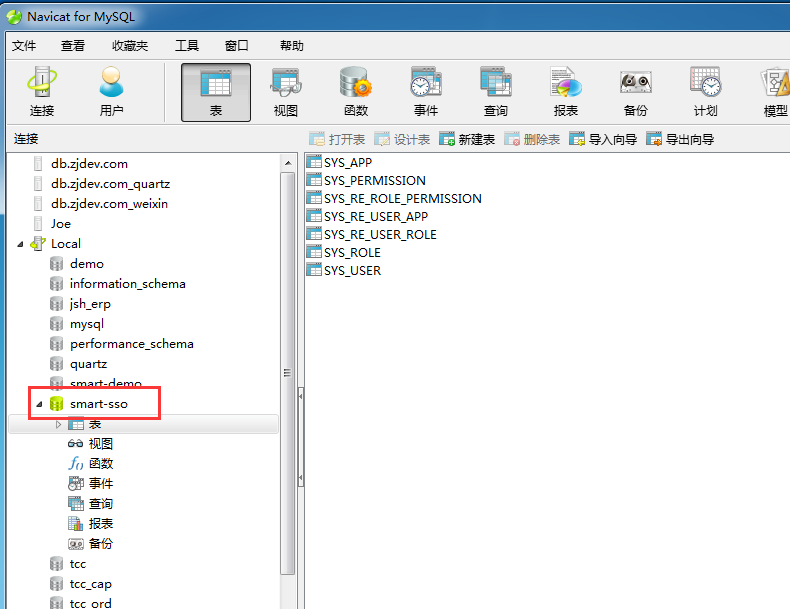 Navicat for MySQL
文件 查看 收藏夹 工具 窗口 帮助
连接 用户 表 视图 函数 事件 查询 报表 备份 计划 模型
连接 打开表 设计表 新建表 删除表 导入向导 导出向导
db.zjdev.com
db.zjdev.com_quartz
db.zjdev.com_weixin
Joe
Local
demo
information_schema
jsh_erp
mysql
performance_schema
quartz
smart-demo
smart-sso
表
视图
函数
事件
查询
报表
备份
tcc
tcc_cap
tcc_ord
SYS_APP
SYS_PERMISSION
SYS_RE_ROLE_PERMISSION
SYS_RE_USER_APP
SYS_RE_USER_ROLE
SYS_ROLE
SYS_USER